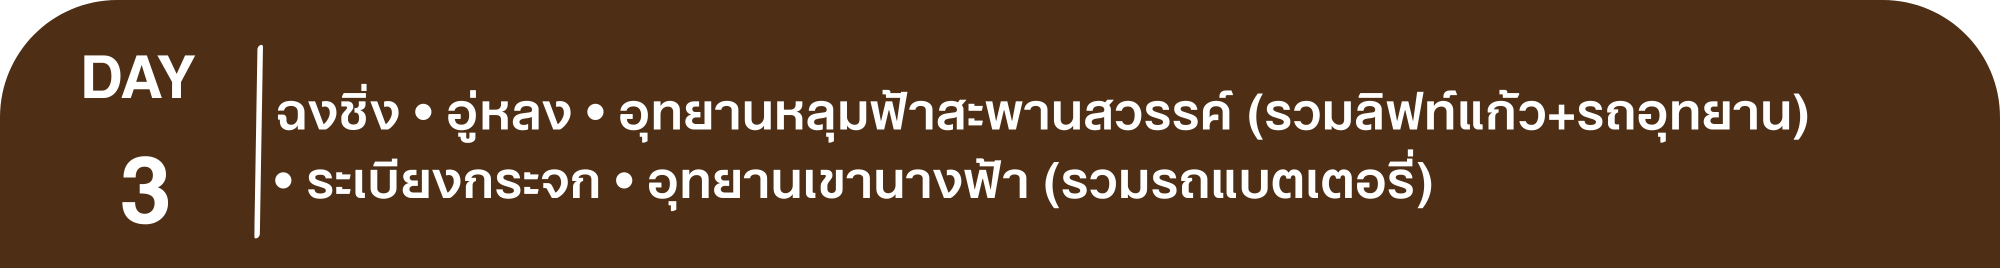 DAY
3
ฉงชิ่ง • อู่หลง • อุทยานหลุมฟ้าสะพานสวรรค์ (รวมลิฟท์แก้ว+รถอุทยาน)
• ระเบียงกระจก • อุทยานเขานางฟ้า (รวมรถแบตเตอรี่)